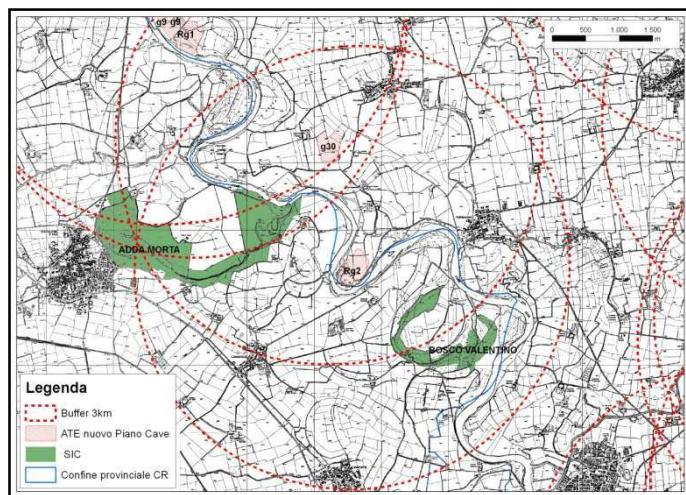 g9 g9
Rg1
0 500 1.000 1.500
m
g30
ADDA MORTA
Rg2
BOSCO VALENTINO
Legenda
Buffer 3km
ATE nuovo Piano Cave
SIC
Confine provinciale CR